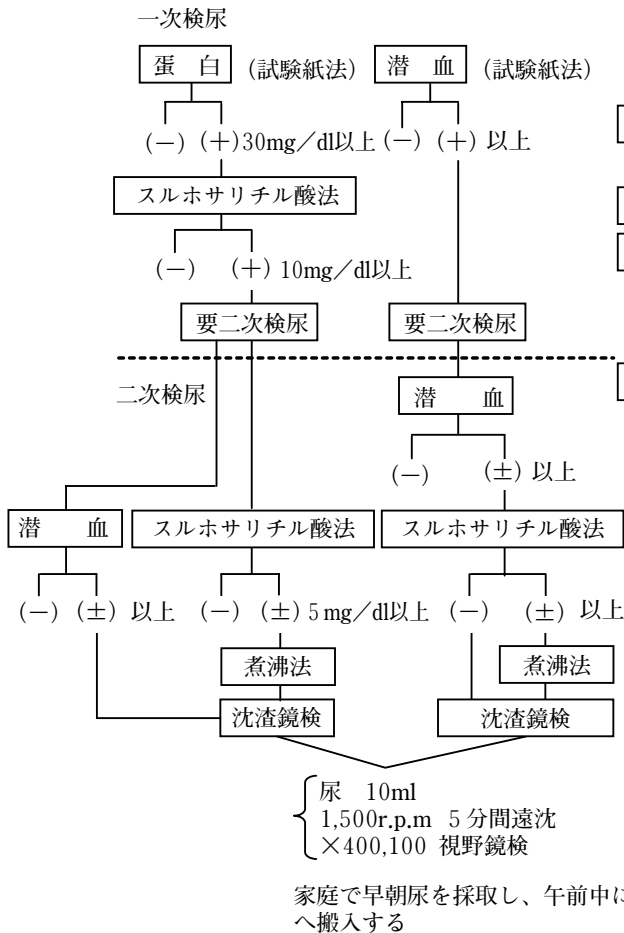 一次検尿
蛋　白　(試験紙法)　潜　血　(試験紙法)
(－)　(＋)30mg／dl以上　(－)　(＋) 以上
スルホサリチル酸法
(－)　(＋) 10mg／dl以上
要二次検尿　要二次検尿
二次検尿
潜　血
(－)　(±) 以上
潜　血　スルホサリチル酸法　スルホサリチル酸法
(－)　(±) 以上　(－)　(±) 5 mg／dl以上　(－)　(±) 以上
煮沸法　煮沸法
沈渣鏡検　沈渣鏡検
尿　10ml
1,500r.p.m　5 分間遠沈
×400,100 視野鏡検
家庭で早朝尿を採取し、午前中に
へ搬入する